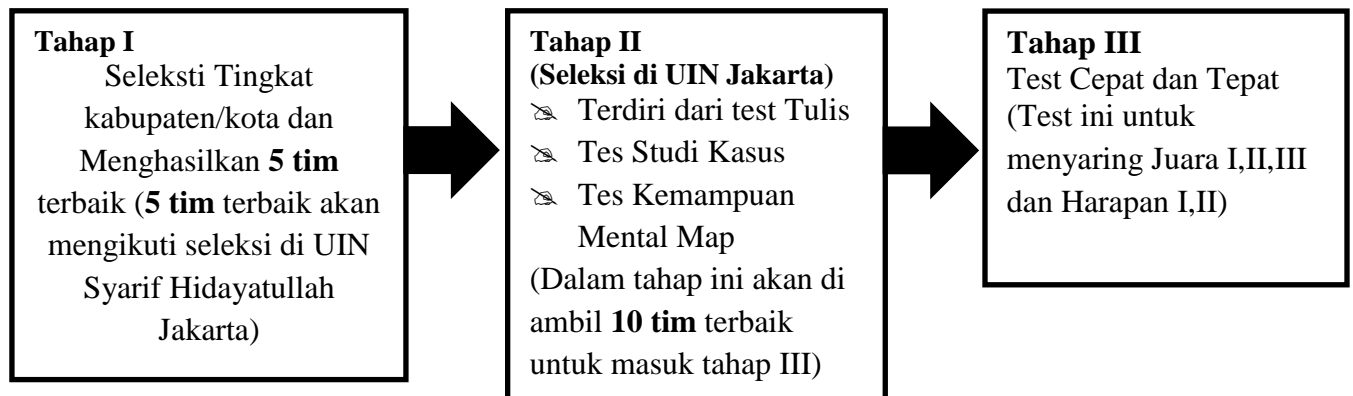 Tahap I
Seleksti Tingkat
kabupaten/kota dan
Menghasilkan 5 tim
terbaik (5 tim terbaik akan
mengikuti seleksi di UIN
Syarif Hidayatullah
Jakarta)
Tahap II
(Seleksi di UIN Jakarta)
Terdiri dari test Tulis
Tes Studi Kasus
Tes Kemampuan
Mental Map
(Dalam tahap ini akan di
ambil 10 tim terbaik
untuk masuk tahap III)
Tahap III
Test Cepat dan Tepat
(Test ini untuk
menyaring Juara I,II,III
dan Harapan I,II)